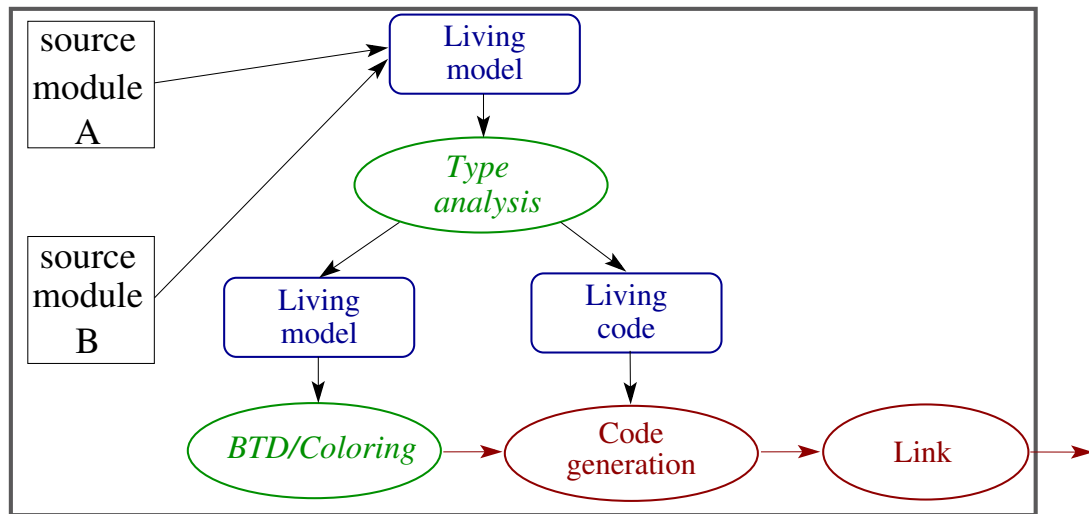 source
module
A
Living
model
Type
analysis
source
module
B
Living
model
Living
code
BTD/Coloring
Code
generation
Link